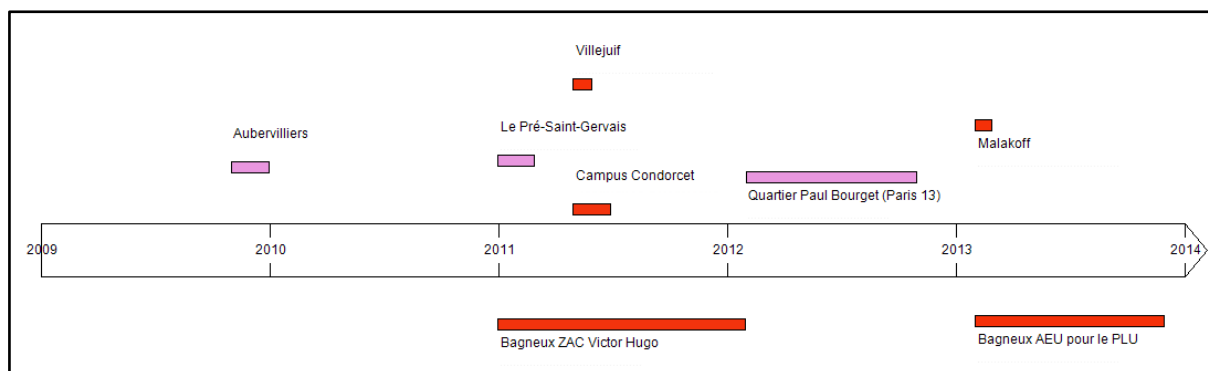 Villejuif
Aubervilliers
Le Pré-Saint-Gervais
Malakoff
Campus Condorcet
Quartier Paul Bourget (Paris 13)
2009 2010 2011 2012 2013 2014
Bagneux ZAC Victor Hugo
Bagneux AEU pour le PLU